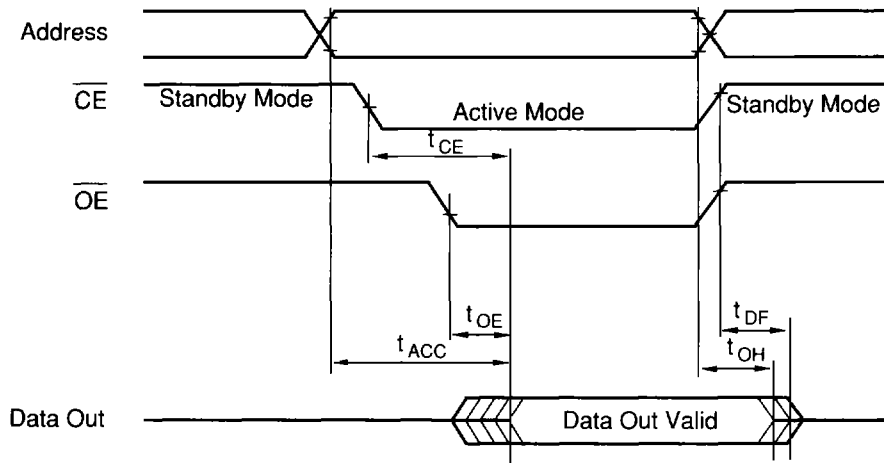 Address
CE
Standby Mode
Active Mode
Standby Mode
tCE
OE
tOE
tDF
tACC
tOH
Data Out
Data Out Valid